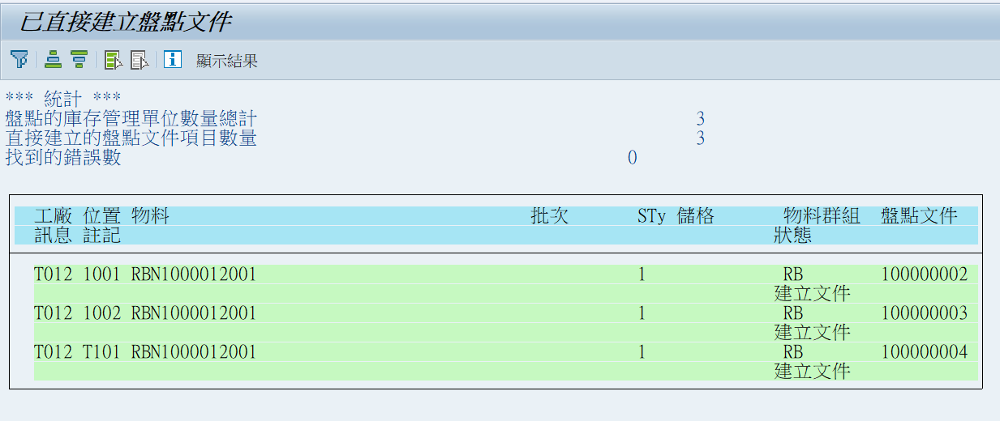 已直接建立盤點文件
顯示結果
*** 統計 ***
盤點的庫存管理單位數量總計 3
直接建立的盤點文件項目數量 3
找到的錯誤數 0
工廠 位置 物料 批次 STy 儲格 物料群組 盤點文件
訊息 註記 狀態
T012 1001 RBN1000012001 1 RB 100000002
建立文件
T012 1002 RBN1000012001 1 RB 100000003
建立文件
T012 T101 RBN1000012001 1 RB 100000004
建立文件